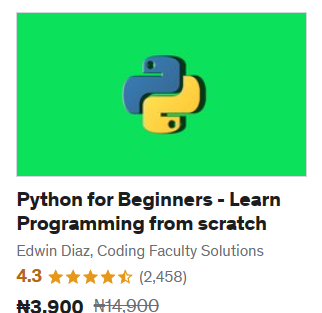 Python for Beginners - Learn
Programming from scratch
Edwin Diaz, Coding Faculty Solutions
4.3 (2,458)
₦3,900 ₦14,900